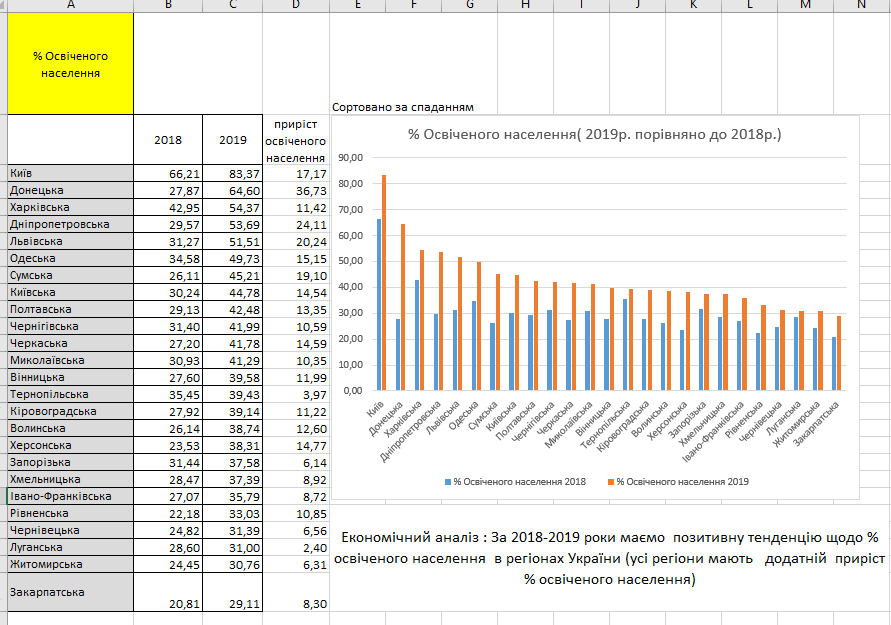 A B C D E F G H I J K L M N
% Освіченого
населення
Сортовано за спаданням
2018 2019 приріст
освіченого
населення
Київ 66,21 83,37 17,17
Донецька 27,87 64,60 36,73
Харківська 42,95 54,37 11,42
Дніпропетровська 29,57 53,69 24,11
Львівська 31,27 51,51 20,24
Одеська 34,58 49,73 15,15
Сумська 26,11 45,21 19,10
Київська 30,24 44,78 14,54
Полтавська 29,13 42,48 13,35
Чернігівська 31,40 41,99 10,59
Черкаська 27,20 41,78 14,59
Миколаївська 30,93 41,29 10,35
Вінницька 27,60 39,58 11,99
Тернопільська 35,45 39,43 3,97
Кіровоградська 27,92 39,14 11,22
Волинська 26,14 38,74 12,60
Херсонська 23,53 38,31 14,77
Запорізька 31,44 37,58 6,14
Хмельницька 28,47 37,39 8,92
Івано-Франківська 27,07 35,79 8,72
Рівненська 22,18 33,03 10,85
Чернівецька 24,82 31,39 6,56
Луганська 28,60 31,00 2,40
Житомирська 24,45 30,76 6,31
Закарпатська 20,81 29,11 8,30
% Освіченого населення( 2019р. порівняно до 2018р.)
90,00
80,00
70,00
60,00
50,00
40,00
30,00
20,00
10,00
0,00
Київ
Донецька
Харківська
Дніпропетровська
Львівська
Одеська
Сумська
Київська
Полтавська
Чернігівська
Черкаська
Миколаївська
Вінницька
Тернопільська
Кіровоградська
Волинська
Херсонська
Запорізька
Хмельницька
Івано-Франківська
Рівненська
Чернівецька
Луганська
Житомирська
Закарпатська
% Освіченого населення 2018 % Освіченого населення 2019
Економічний аналіз : За 2018-2019 роки маємо позитивну тенденцію щодо %
освіченого населення в регіонах України (усі регіони мають додатній приріст
% освіченого населення)